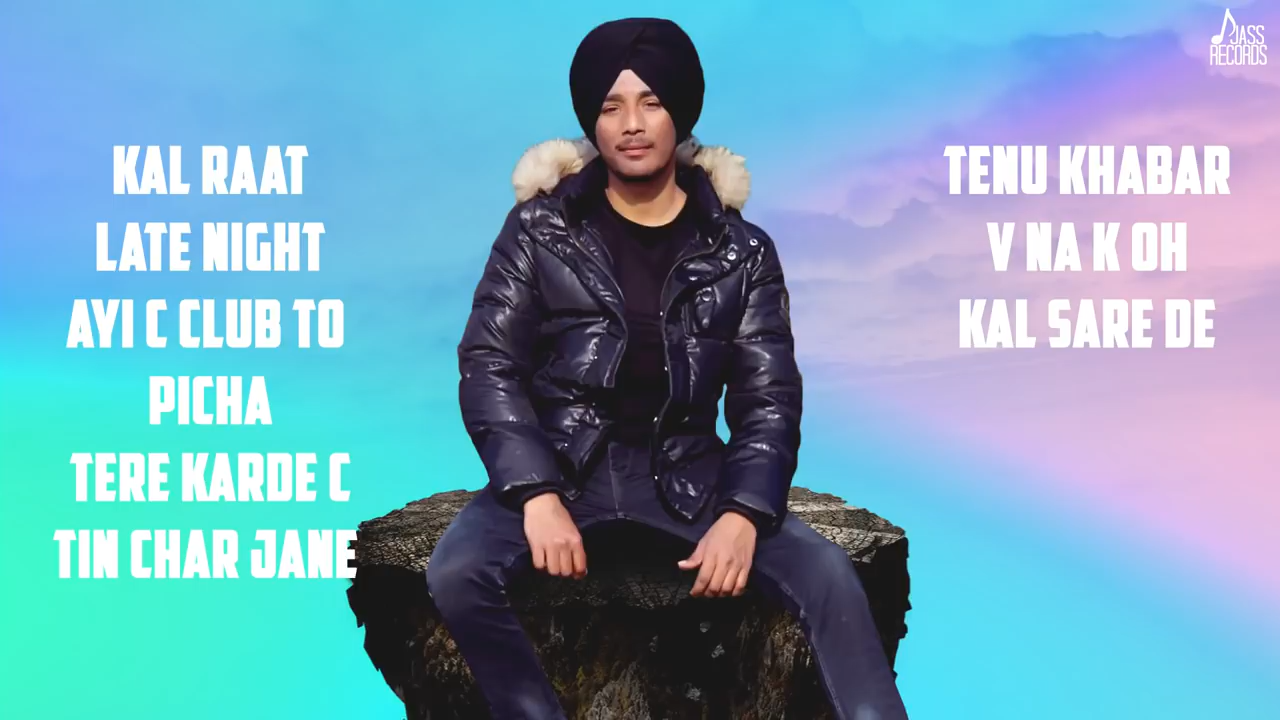 JASS
RECORDS
KAL RAAT
LATE NIGHT
AYI C CLUB TO
PICHA
TERE KARDE C
TIN CHAR JANE
TENU KHABAR
V NA K OH
KAL SARE DE